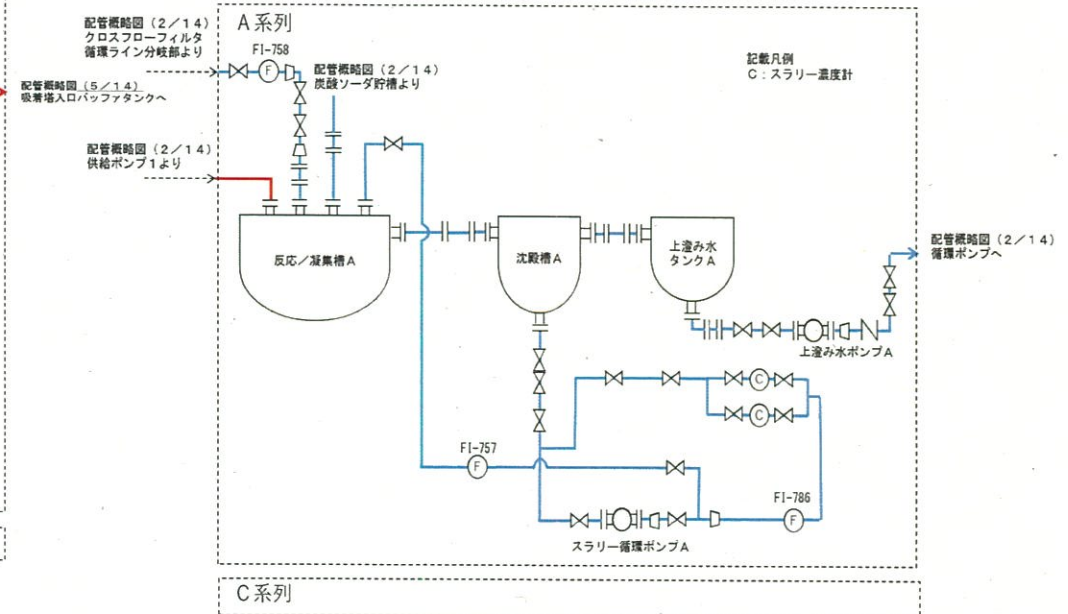 A系列
配管概略図(2/14)
クロスフローフィルタ
循環ライン分岐部より
FI-758
配管概略図(2/14)
炭酸ソーダ貯槽より
記載凡例
C:スラリー濃度計
配管概略図(5/14)
吸着塔入口バッファタンクへ
F
配管概略図(2/14)
供給ポンプ1より
反応/凝集槽A
沈殿槽A
上澄み水
タンクA
配管概略図(2/14)
循環ポンプへ
上澄み水ポンプA
C
C
FI-757
F
FI-786
F
スラリー循環ポンプA
C系列